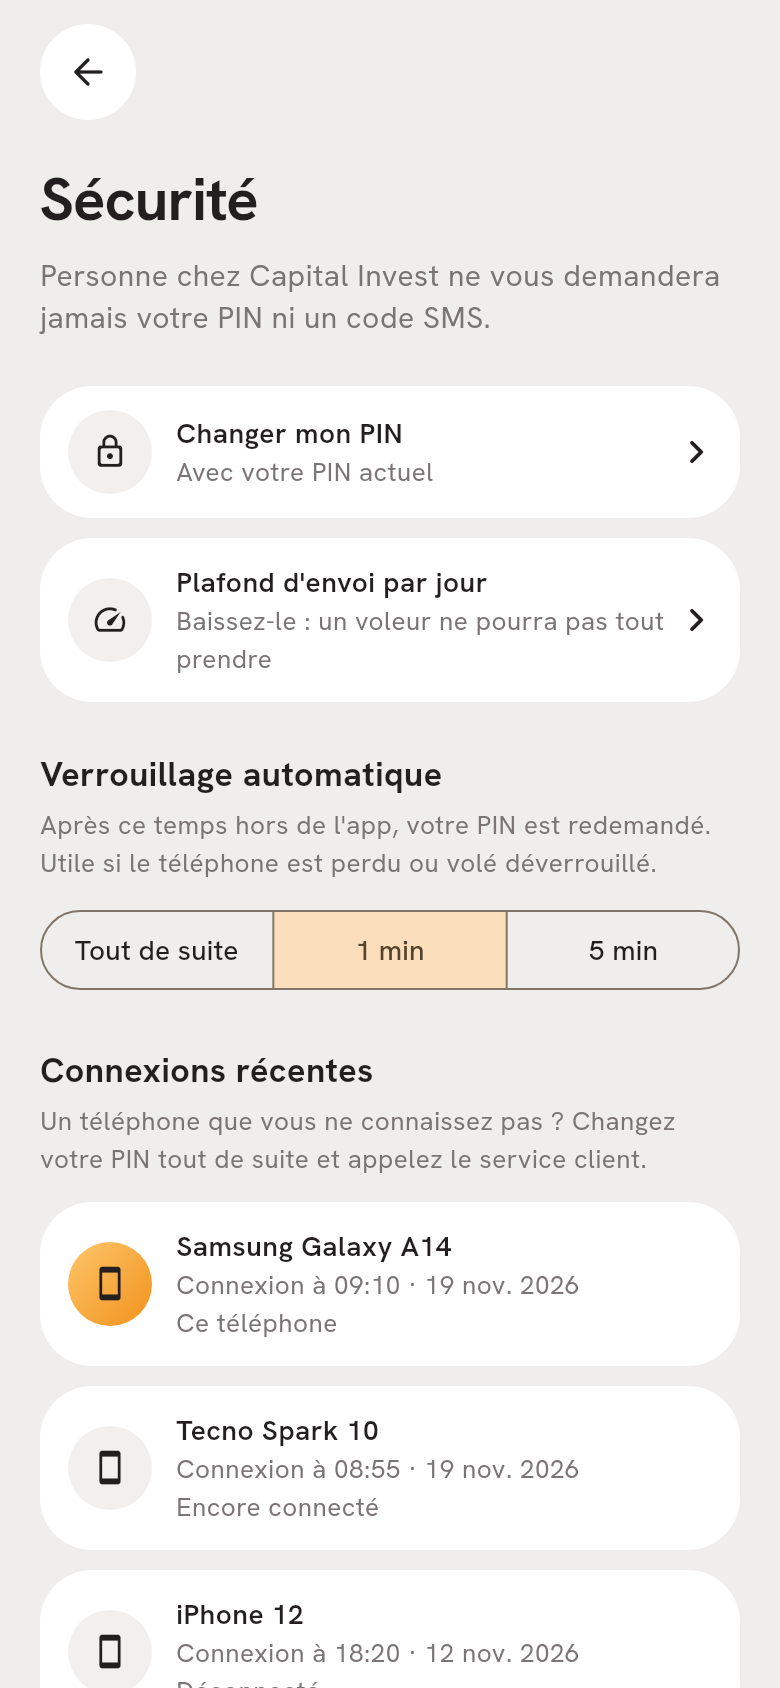 Sécurité
Personne chez Capital Invest ne vous demandera
jamais votre PIN ni un code SMS.
Changer mon PIN
Avec votre PIN actuel
Plafond d'envoi par jour
Baissez-le : un voleur ne pourra pas tout
prendre
Verrouillage automatique
Après ce temps hors de l'app, votre PIN est redemandé.
Utile si le téléphone est perdu ou volé déverrouillé.
Tout de suite
1 min
5 min
Connexions récentes
Un téléphone que vous ne connaissez pas ? Changez
votre PIN tout de suite et appelez le service client.
Samsung Galaxy A14
Connexion à 09:10 · 19 nov. 2026
Ce téléphone
Tecno Spark 10
Connexion à 08:55 · 19 nov. 2026
Encore connecté
iPhone 12
Connexion à 18:20 · 12 nov. 2026
Déconnecté